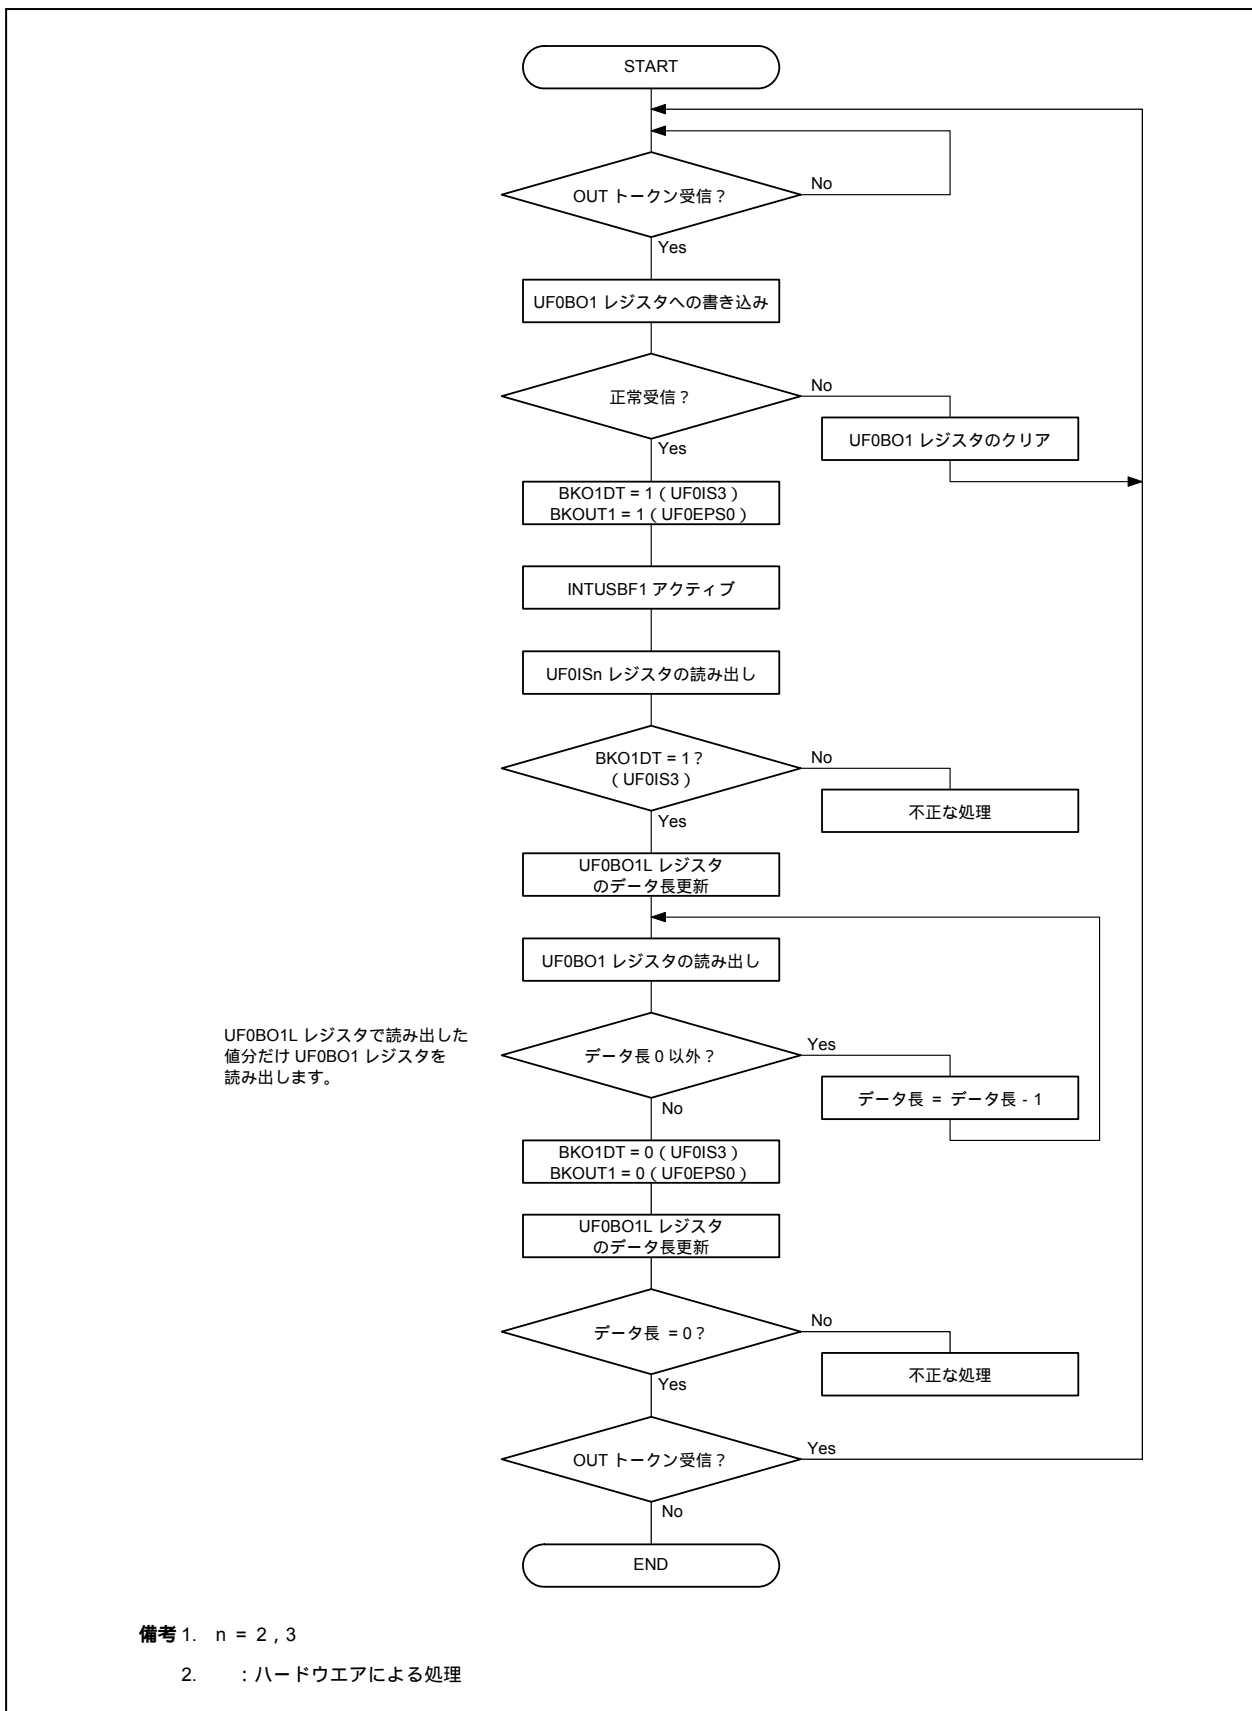 START
OUT トークン受信？
No
Yes
UF0BO1 レジスタへの書き込み
正常受信？
No
UF0BO1 レジスタのクリア
Yes
BKO1DT = 1（UF0IS3）
BKOUT1 = 1（UF0EPS0）
INTUSBF1 アクティブ
UF0ISn レジスタの読み出し
BKO1DT = 1？
（UF0IS3）
No
不正な処理
Yes
UF0BO1L レジスタ
のデータ長更新
UF0BO1 レジスタの読み出し
UF0BO1L レジスタで読み出した
値分だけ UF0BO1 レジスタを
読み出します。
データ長 0 以外？
Yes
データ長 = データ長 - 1
No
BKO1DT = 0（UF0IS3）
BKOUT1 = 0（UF0EPS0）
UF0BO1L レジスタ
のデータ長更新
データ長 = 0？
No
不正な処理
Yes
OUT トークン受信？
Yes
No
END
備考 1. n = 2 , 3
2. ：ハードウエアによる処理